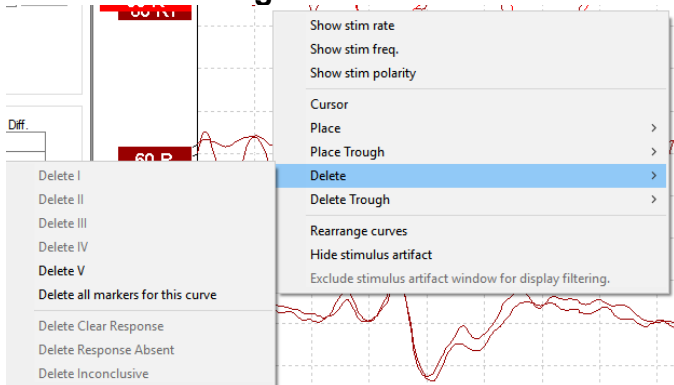 Show stim rate
Show stim freq.
Show stim polarity
Cursor
Diff.
Place
Place Trough
Delete
Delete Trough
Rearrange curves
Hide stimulus artifact
Exclude stimulus artifact window for display filtering.
Delete I
Delete II
Delete III
Delete IV
Delete V
Delete all markers for this curve
Delete Clear Response
Delete Response Absent
Delete Inconclusive